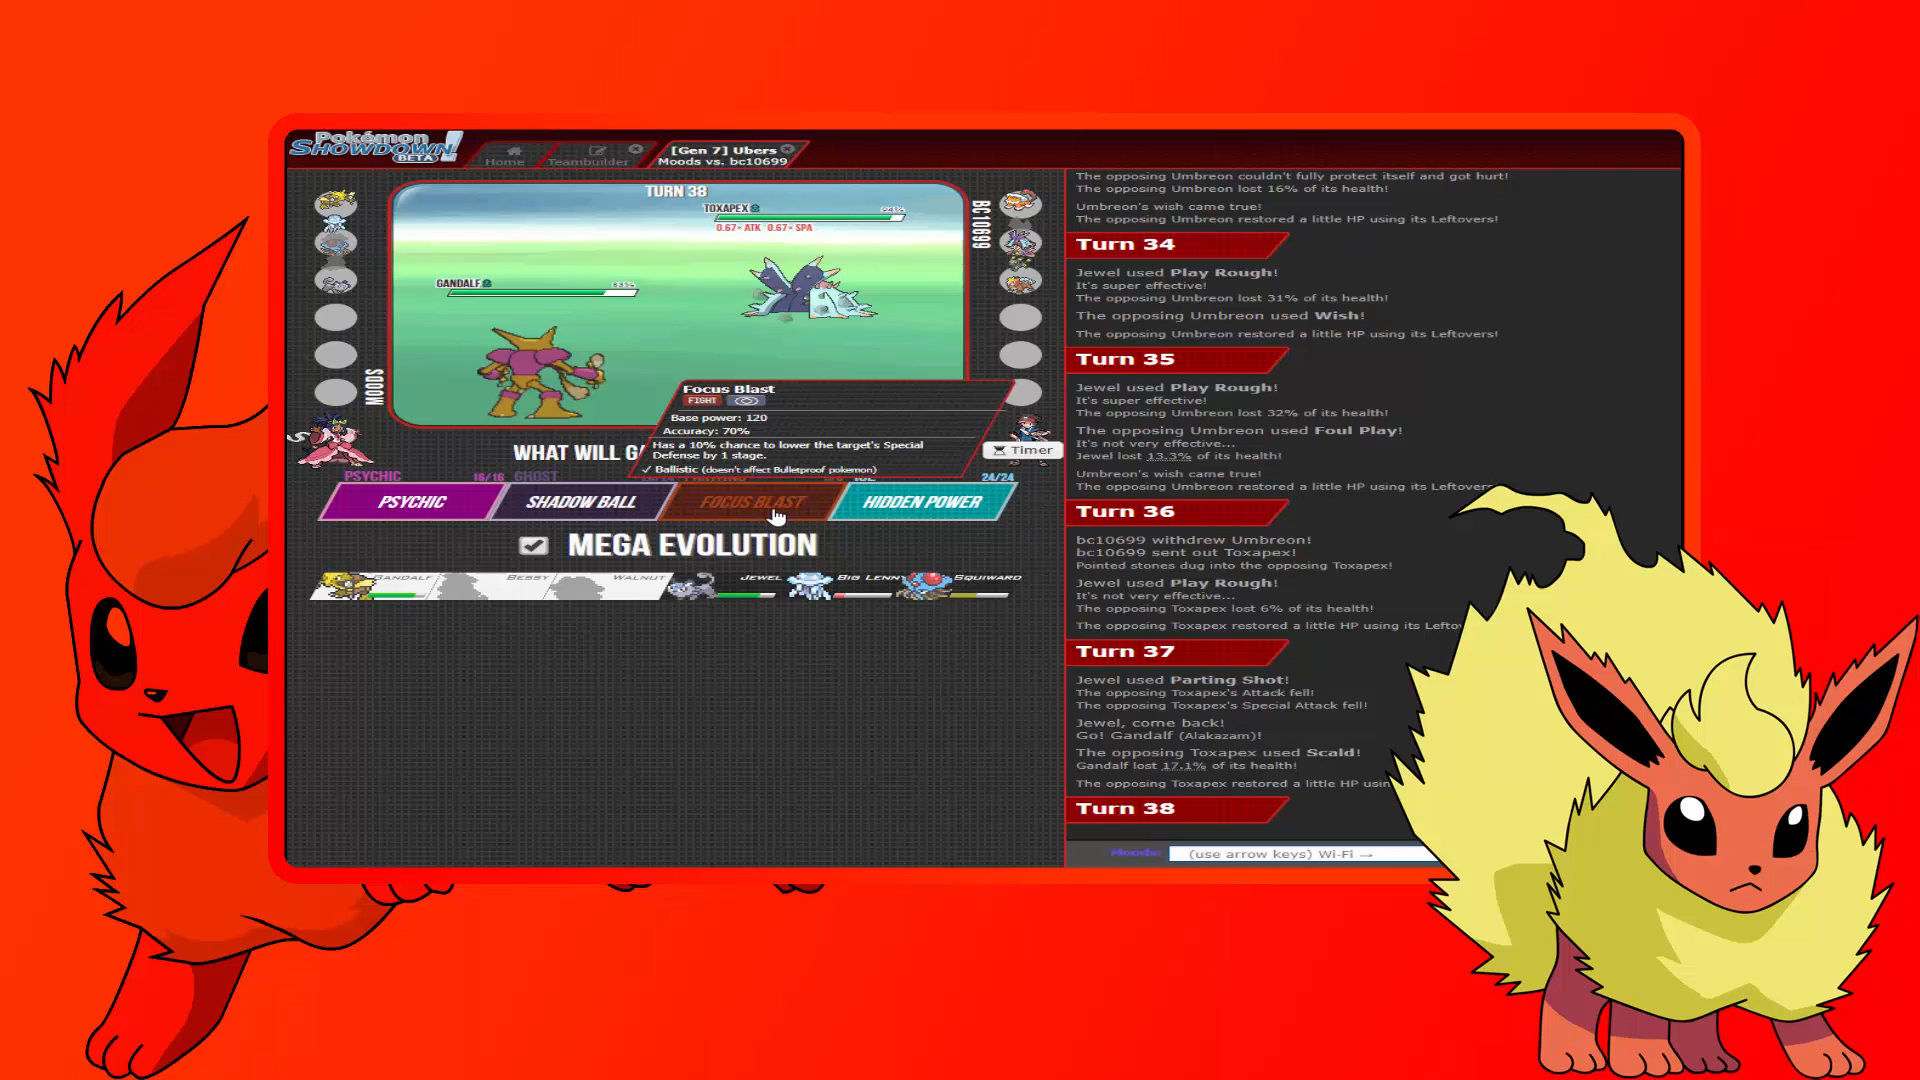 Pokémon
SHOWDOWN!
BETA
Home
Teambuilder
[Gen 7] Ubers
Moods vs. bc10699
TURN 38
TOXAPEX
94%
0.67× ATK 0.67× SPA
GANDALF
83%
BC10699
MOODS
Focus Blast
FIGHT
Base power: 120
Accuracy: 70%
Has a 10% chance to lower the target's Special
Defense by 1 stage.
✓ Ballistic (doesn't affect Bulletproof pokemon)
WHAT WILL GA
Timer
PSYCHIC 16/16 GHOST 24/24
PSYCHIC SHADOW BALL FOCUS BLAST HIDDEN POWER
MEGA EVOLUTION
GANDALF BESSY WALNUT JEWEL BIG LENN SQUIWARD
The opposing Umbreon couldn't fully protect itself and got hurt!
The opposing Umbreon lost 16% of its health!
Umbreon's wish came true!
The opposing Umbreon restored a little HP using its Leftovers!
Turn 34
Jewel used Play Rough!
It's super effective!
The opposing Umbreon lost 31% of its health!
The opposing Umbreon used Wish!
The opposing Umbreon restored a little HP using its Leftovers!
Turn 35
Jewel used Play Rough!
It's super effective!
The opposing Umbreon lost 32% of its health!
The opposing Umbreon used Foul Play!
It's not very effective...
Jewel lost 13.3% of its health!
Umbreon's wish came true!
The opposing Umbreon restored a little HP using its Leftovers
Turn 36
bc10699 withdrew Umbreon!
bc10699 sent out Toxapex!
Pointed stones dug into the opposing Toxapex!
Jewel used Play Rough!
It's not very effective...
The opposing Toxapex lost 6% of its health!
The opposing Toxapex restored a little HP using its Lefto
Turn 37
Jewel used Parting Shot!
The opposing Toxapex's Attack fell!
The opposing Toxapex's Special Attack fell!
Jewel, come back!
Go! Gandalf (Alakazam)!
The opposing Toxapex used Scald!
Gandalf lost 17.1% of its health!
The opposing Toxapex restored a little HP usin
Turn 38
Moods:
(use arrow keys) Wi-Fi →